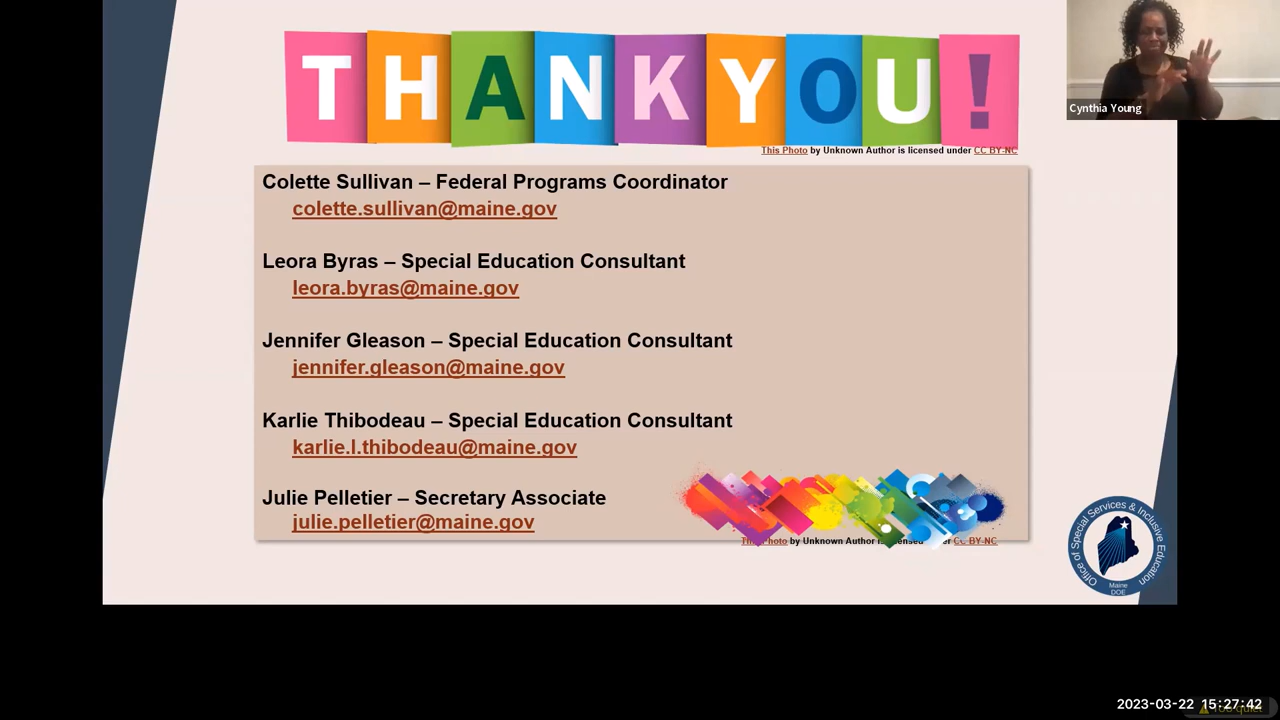 THANK YOU!
Cynthia Young
This Photo by Unknown Author is licensed under CC BY-NC
Colette Sullivan – Federal Programs Coordinator
colette.sullivan@maine.gov
Leora Byras – Special Education Consultant
leora.byras@maine.gov
Jennifer Gleason – Special Education Consultant
jennifer.gleason@maine.gov
Karlie Thibodeau – Special Education Consultant
karlie.l.thibodeau@maine.gov
Julie Pelletier – Secretary Associate
julie.pelletier@maine.gov
by Unknown Author CC BY-NC
Office of Special Services & Inclusive Education
Maine
DOE
2023-03-22 15:27:42